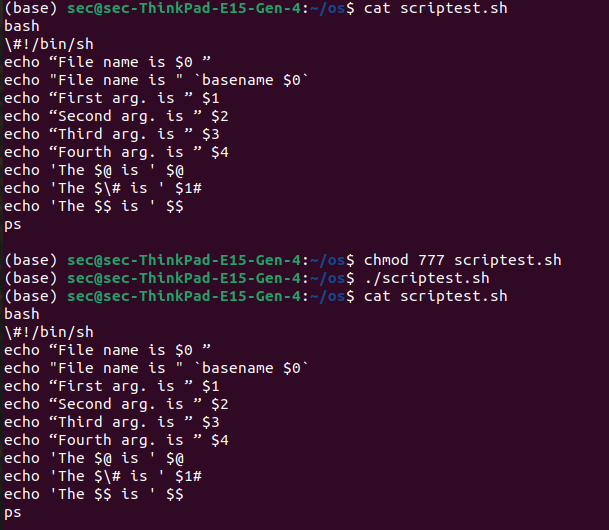 (base) sec@sec-ThinkPad-E15-Gen-4:~/os$ cat scriptest.sh
bash
\#!/bin/sh
echo “File name is $0 ”
echo "File name is " `basename $0`
echo “First arg. is ” $1
echo “Second arg. is ” $2
echo “Third arg. is ” $3
echo “Fourth arg. is ” $4
echo 'The $@ is ' $@
echo 'The $\# is ' $1#
echo 'The $$ is ' $$
ps
(base) sec@sec-ThinkPad-E15-Gen-4:~/os$ chmod 777 scriptest.sh
(base) sec@sec-ThinkPad-E15-Gen-4:~/os$ ./scriptest.sh
(base) sec@sec-ThinkPad-E15-Gen-4:~/os$ cat scriptest.sh
bash
\#!/bin/sh
echo “File name is $0 ”
echo "File name is " `basename $0`
echo “First arg. is ” $1
echo “Second arg. is ” $2
echo “Third arg. is ” $3
echo “Fourth arg. is ” $4
echo 'The $@ is ' $@
echo 'The $\# is ' $1#
echo 'The $$ is ' $$
ps